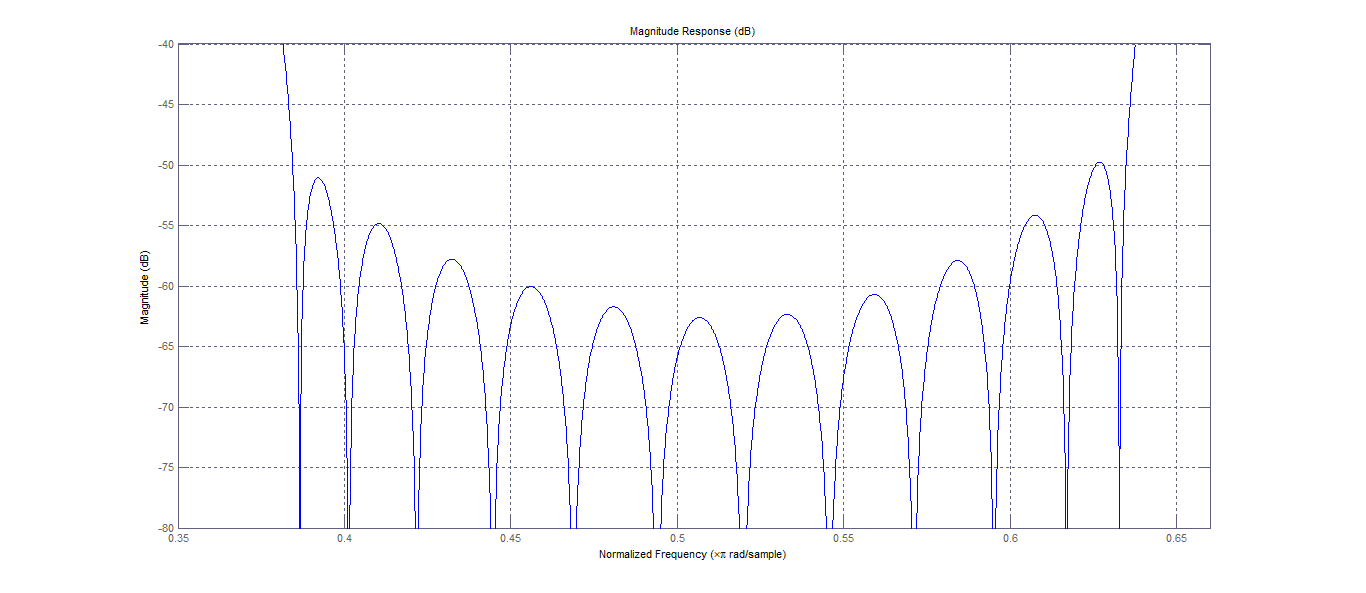 Magnitude Response (dB)
-40
-45
-50
-55
-60
-65
-70
-75
-80
Magnitude (dB)
0.35 0.4 0.45 0.5 0.55 0.6 0.65
Normalized Frequency (×π rad/sample)